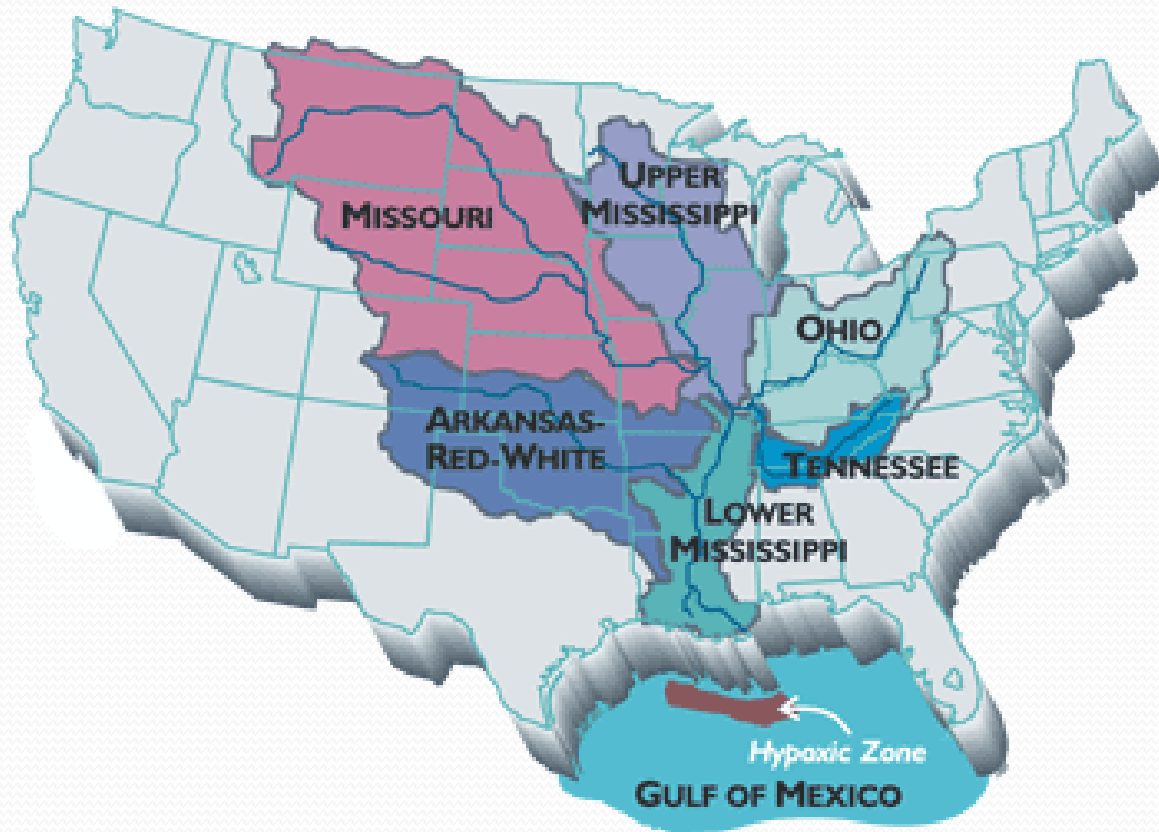 UPPER
MISSISSIPPI
MISSOURI
OHIO
ARKANSAS-
RED-WHITE
TENNESSEE
LOWER
MISSISSIPPI
Hypoxic Zone
GULF OF MEXICO